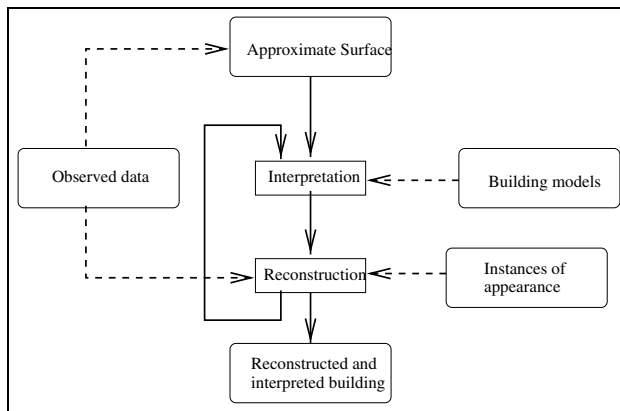 Approximate Surface
Observed data
Interpretation
Building models
Reconstruction
Instances of
appearance
Reconstructed and
interpreted building